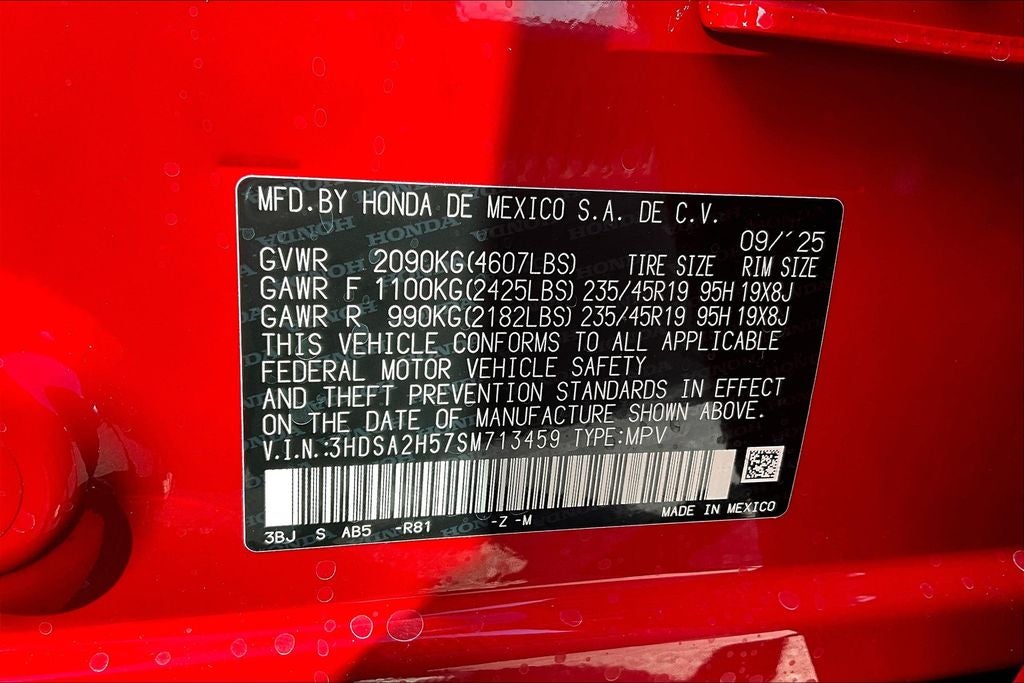 MFD.BY HONDA DE MEXICO S.A. DE C.V.
09/'25
GVWR 2090KG(4607LBS) TIRE SIZE RIM SIZE
GAWR F 1100KG(2425LBS) 235/45R19 95H 19X8J
GAWR R 990KG(2182LBS) 235/45R19 95H 19X8J
THIS VEHICLE CONFORMS TO ALL APPLICABLE
FEDERAL MOTOR VEHICLE SAFETY
AND THEFT PREVENTION STANDARDS IN EFFECT
ON THE DATE OF MANUFACTURE SHOWN ABOVE.
V.I.N.:3HDSA2H57SM713459 TYPE:MPV
MADE IN MEXICO
3BJ S AB5 -R81 -Z -M